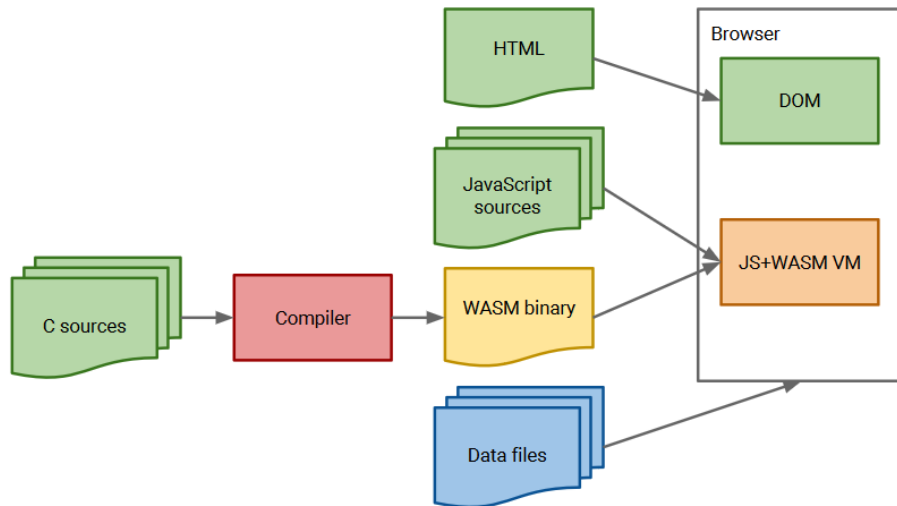 HTML
Browser
DOM
JavaScript
sources
JS+WASM VM
C sources
Compiler
WASM binary
Data files